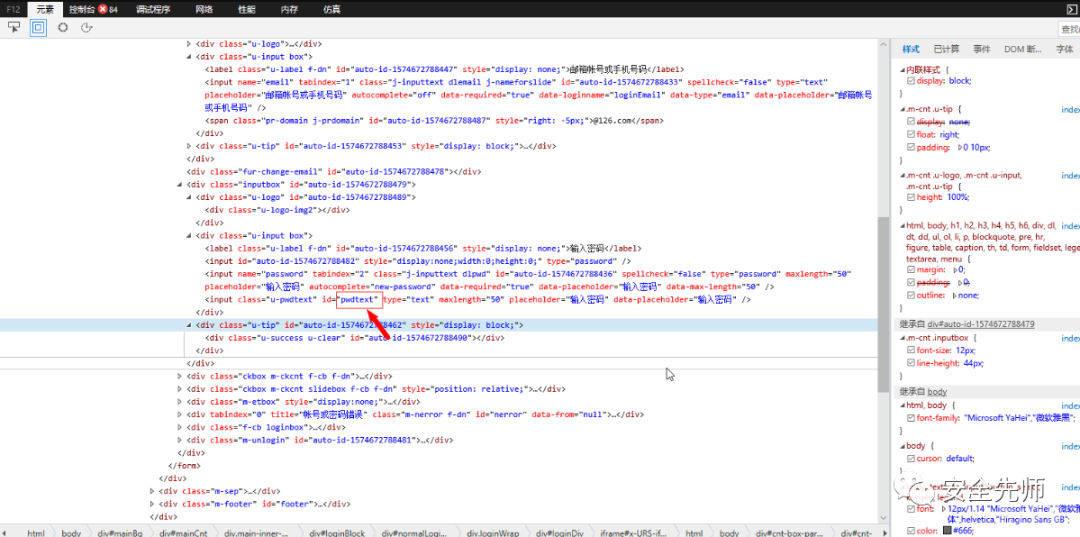 F12 元素 控制台 84 调试程序 网络 性能 内存 仿真
查找
<div class="u-logo">…</div>
<div class="u-input box">
<label class="u-label f-dn" id="auto-id-1574672788447" style="display: none;">邮箱帐号或手机号码</label>
<input name="email" tabindex="1" class="j-inputtext dlemail j-nameforslide" id="auto-id-1574672788433" spellcheck="false" type="text"
placeholder="邮箱帐号或手机号码" autocomplete="off" data-required="true" data-loginname="loginEmail" data-type="email" data-placeholder="邮箱帐号
或手机号码" />
<span class="pr-domain j-prdomain" id="auto-id-1574672788487" style="right: -5px;">@126.com</span>
</div>
<div class="u-tip" id="auto-id-1574672788453" style="display: block;">…</div>
</div>
<div class="fur-change-email" id="auto-id-1574672788478"></div>
<div class="inputbox" id="auto-id-1574672788479">
<div class="u-logo" id="auto-id-1574672788489">
<div class="u-logo-img2"></div>
</div>
<div class="u-input box">
<label class="u-label f-dn" id="auto-id-1574672788456" style="display: none;">输入密码</label>
<input id="auto-id-1574672788482" style="display:none;width:0;height:0;" type="password" />
<input name="password" tabindex="2" class="j-inputtext dlpwd" id="auto-id-1574672788436" spellcheck="false" type="password" maxlength="50"
placeholder="输入密码" autocomplete="new-password" data-required="true" data-placeholder="输入密码" data-max-length="50" />
<input class="u-pwdtext" id="pwdtext" type="text" maxlength="50" placeholder="输入密码" data-placeholder="输入密码" />
</div>
<div class="u-tip" id="auto-id-1574672788462" style="display: block;">
<div class="u-success u-clear" id="auto-id-1574672788490"></div>
</div>
</div>
<div class="ckbox m-ckcnt f-cb f-dn">…</div>
<div class="ckbox m-ckcnt slidebox f-cb f-dn" style="position: relative;">…</div>
<div class="m-etbox" style="display:none;">…</div>
<div tabindex="0" title="帐号或密码错误" class="m-nerror f-dn" id="nerror" data-from="null">…</div>
<div class="f-cb loginbox">…</div>
<div class="m-unlogin" id="auto-id-1574672788481">…</div>
</div>
</form>
</div>
<div class="m-sep">…</div>
<div class="m-footer" id="footer">…</div>
</div>
html body div#mainBg div#mainCnt div.main-inner-... div#loginBlock div#normalLogi... div.loginWrap div#loginDiv iframe#x-URS-if... html body div#cnt-box-par... div#cnt-
样式 已计算 事件 DOM 断... 字体
内联样式 {
display: block;
}
.m-cnt .u-tip { index
display: none;
float: right;
padding: 0 10px;
}
.m-cnt .u-logo, .m-cnt .u-input, index
.m-cnt .u-tip {
height: 100%;
}
html, body, h1, h2, h3, h4, h5, h6, div, dl, index
dt, dd, ul, ol, li, p, blockquote, pre, hr,
figure, table, caption, th, td, form, fieldset, lege
textarea, menu {
margin: 0;
padding: 0;
outline: none;
}
继承自 div#auto-id-1574672788479
.m-cnt .inputbox { index
font-size: 12px;
line-height: 44px;
}
继承自 body
html, body { index
font-family: "Microsoft YaHei","微软雅黑";
}
body { index
cursor: default;
}
安全先师
font: 12px/1.14 "Microsoft YaHei","微软
体",helvetica,"Hiragino Sans GB";
color: #666;